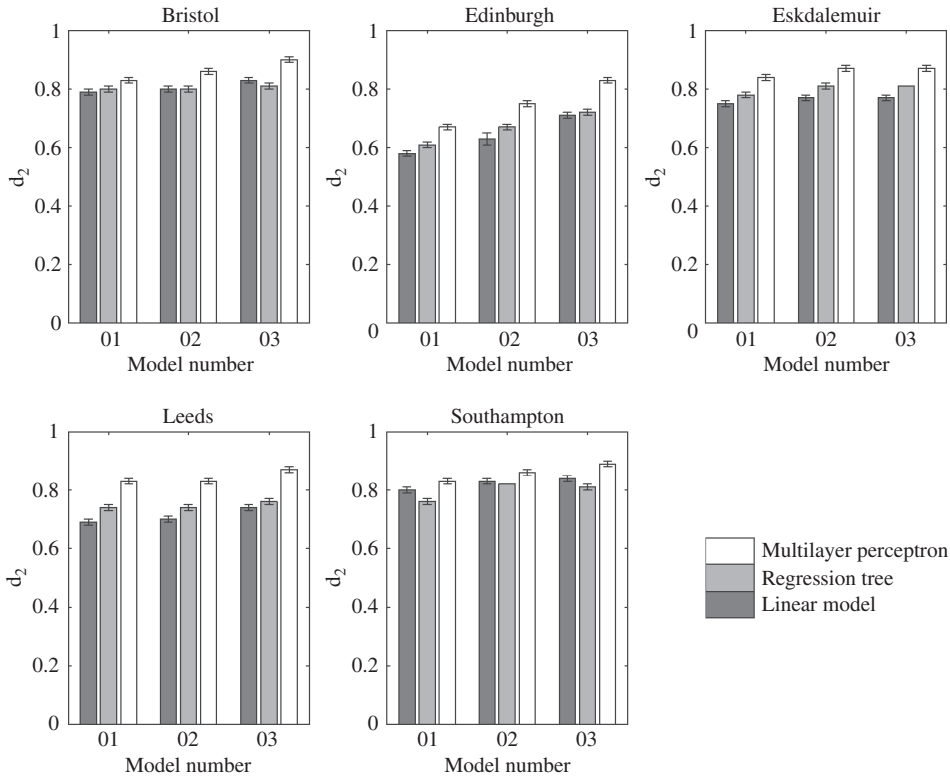 Bristol
1
0.8
0.6
0.4
0.2
0
d2
01 02 03
Model number
Edinburgh
1
0.8
0.6
0.4
0.2
0
d2
01 02 03
Model number
Eskdalemuir
1
0.8
0.6
0.4
0.2
0
d2
01 02 03
Model number
Leeds
1
0.8
0.6
0.4
0.2
0
d2
01 02 03
Model number
Southampton
1
0.8
0.6
0.4
0.2
0
d2
01 02 03
Model number
Multilayer perceptron
Regression tree
Linear model